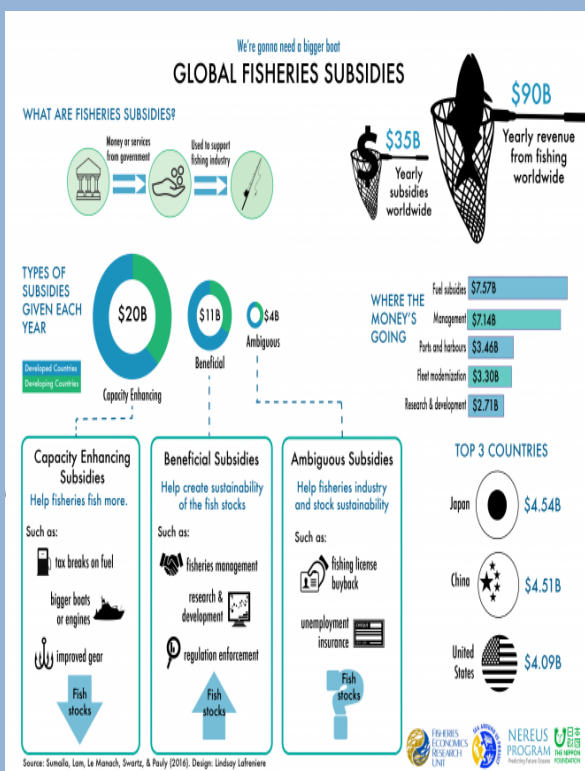 We're gonna need a bigger boat
GLOBAL FISHERIES SUBSIDIES
WHAT ARE FISHERIES SUBSIDIES?
Money or services
from government
Used to support
fishing industry
$
$35B
Yearly
subsidies
worldwide
$90B
Yearly revenue
from fishing
worldwide
TYPES OF
SUBSIDIES
GIVEN EACH
YEAR
Developed Countries
Developing Countries
$20B
Capacity Enhancing
$11B
Beneficial
$4B
Ambiguous
WHERE THE
MONEY'S
GOING
Fuel subsidies $7.57B
Management $7.14B
Ports and harbours $3.46B
Fleet modernization $3.30B
Research & development $2.71B
Capacity Enhancing
Subsidies
Help fisheries fish more.
Such as:
tax breaks on fuel
bigger boats
or engines
improved gear
Fish
stocks
Beneficial Subsidies
Help create sustainability
of the fish stocks
Such as:
fisheries management
research &
development
regulation enforcement
Fish
stocks
Ambiguous Subsidies
Help fisheries industry
and stock sustainability
Such as:
fishing license
buyback
unemployment
insurance
Fish
stocks
TOP 3 COUNTRIES
Japan $4.54B
China $4.51B
United
States $4.09B
FISHERIES
ECONOMICS
RESEARCH
UNIT
NEREUS
PROGRAM
Predicting Future Oceans
THE NIPPON
FOUNDATION
Source: Sumaila, Lam, Le Manach, Swartz, & Pauly (2016). Design: Lindsay Lafreniere